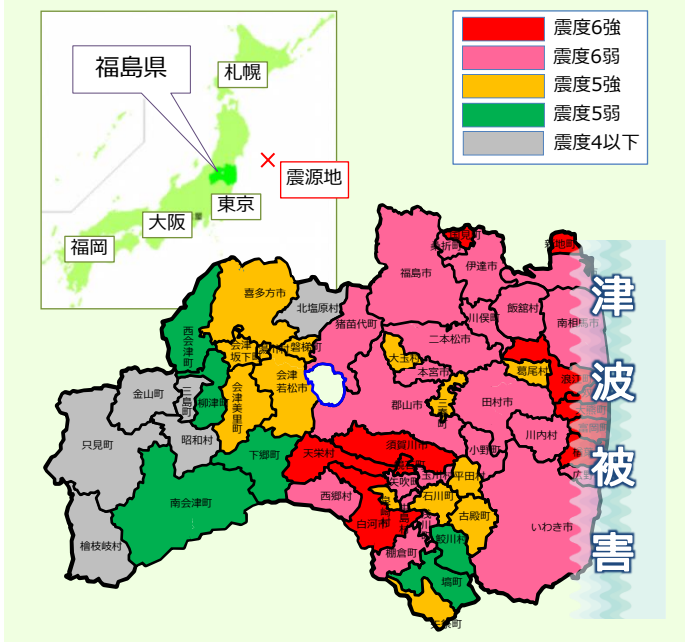 震度6強
震度6弱
震度5強
震度5弱
震度4以下
福島県
札幌
震源地
東京
大阪
福岡
津波被害
国見町
桑折町
新地町
伊達市
福島市
喜多方市
北塩原村
飯舘村
川俣町
南相馬市
猪苗代町
西会津町
会津坂下町
磐梯町
二本松市
大玉村
本宮市
葛尾村
会津若松市
会津美里町
柳津町
三島町
金山町
三春町
田村市
郡山市
川内村
只見町
昭和村
下郷町
天栄村
須賀川市
小野町
玉川村
平田村
矢吹町
石川町
西郷村
南会津町
白河市
古殿町
いわき市
檜枝岐村
棚倉町
鮫川村
塙町
矢祭町